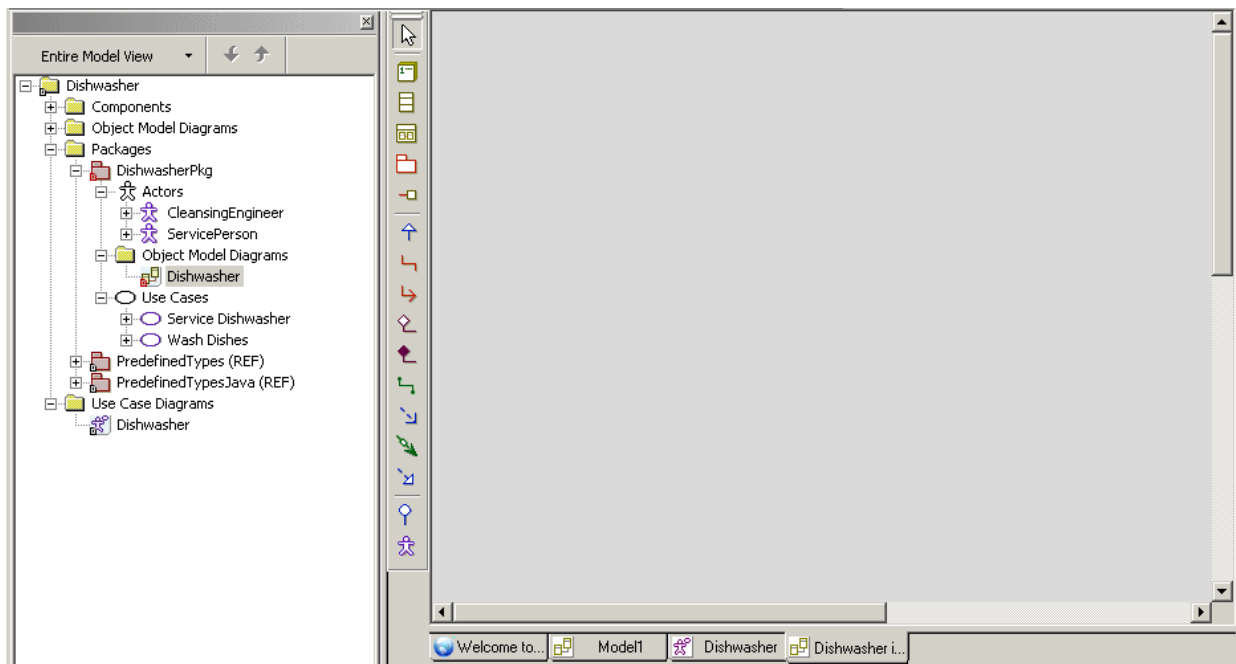 Entire Model View
Dishwasher
Components
Object Model Diagrams
Packages
DishwasherPkg
Actors
CleansingEngineer
ServicePerson
Object Model Diagrams
Dishwasher
Use Cases
Service Dishwasher
Wash Dishes
PredefinedTypes (REF)
PredefinedTypesJava (REF)
Use Case Diagrams
Dishwasher
Welcome to... Model1 Dishwasher Dishwasher i...